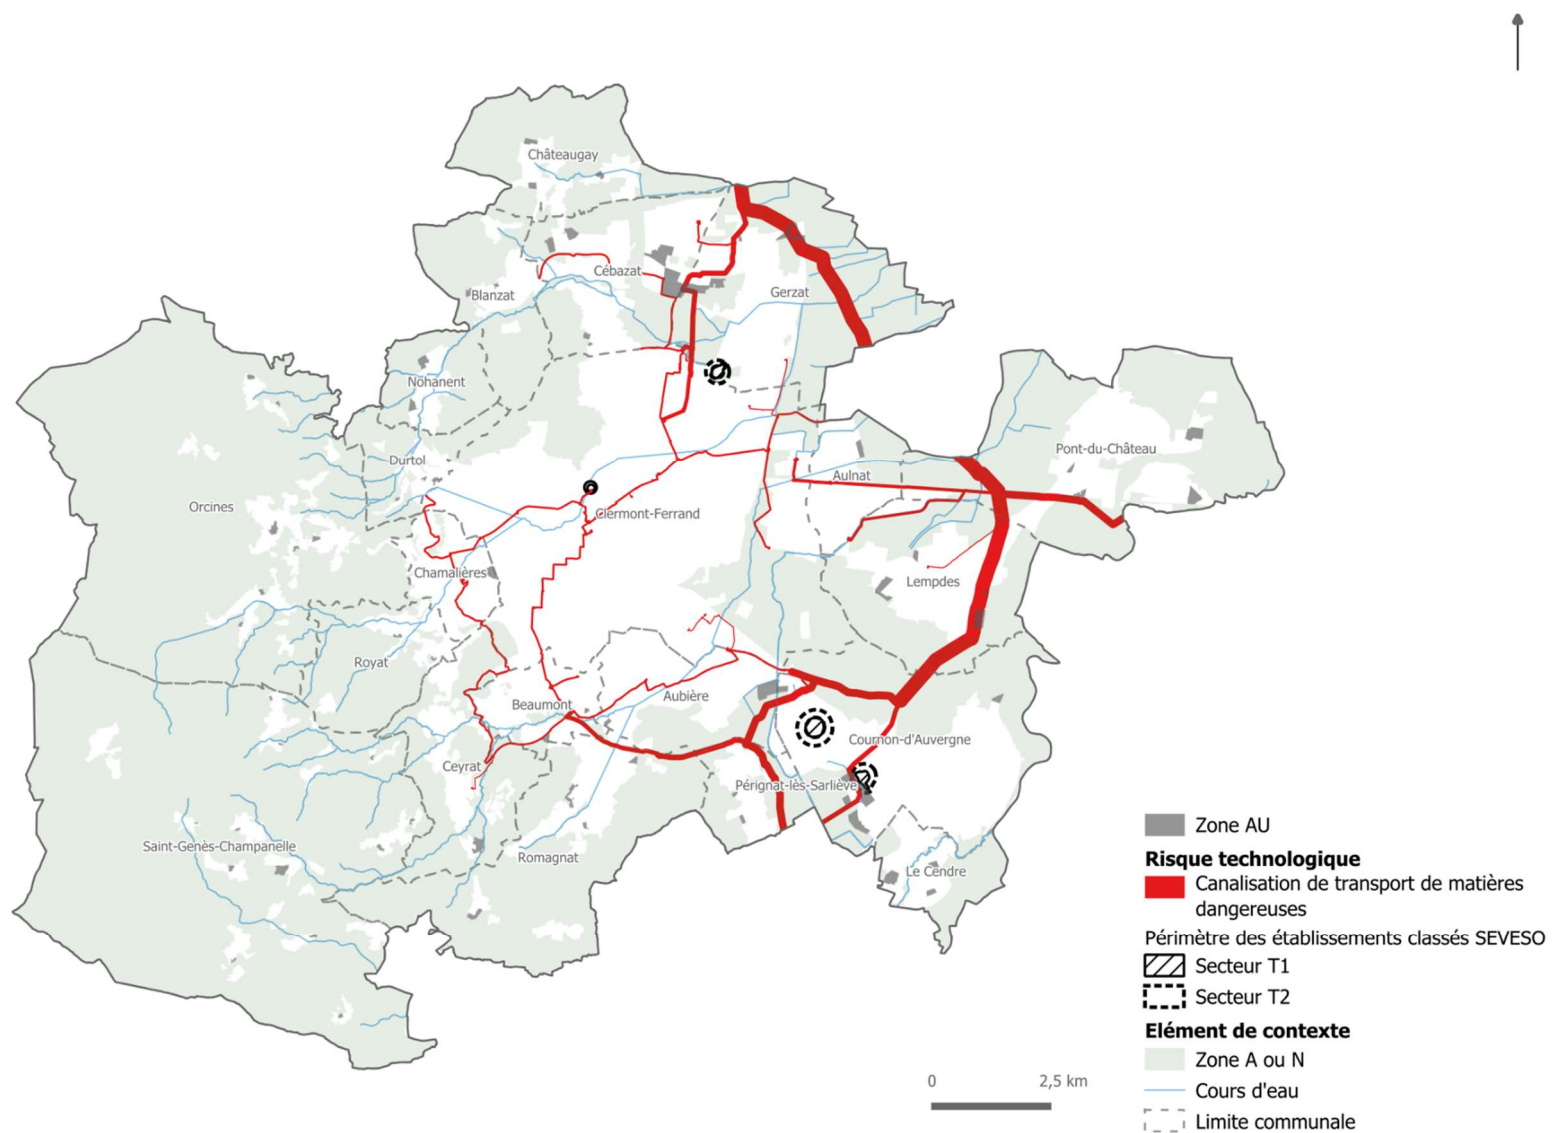 Châteaugay
Cébazat
Blanzat
Gerzat
Nohanent
Durtol
Aulnat
Pont-du-Château
Orcines
Clermont-Ferrand
Chamalières
Lempdes
Royat
Aubière
Beaumont
Cournon-d'Auvergne
Ceyrat
Pérignat-lès-Sarliève
Saint-Genès-Champanelle
Romagnat
Le Cendre
Zone AU
Risque technologique
Canalisation de transport de matières
dangereuses
Périmètre des établissements classés SEVESO
Secteur T1
Secteur T2
Elément de contexte
Zone A ou N
Cours d'eau
Limite communale
0 2,5 km